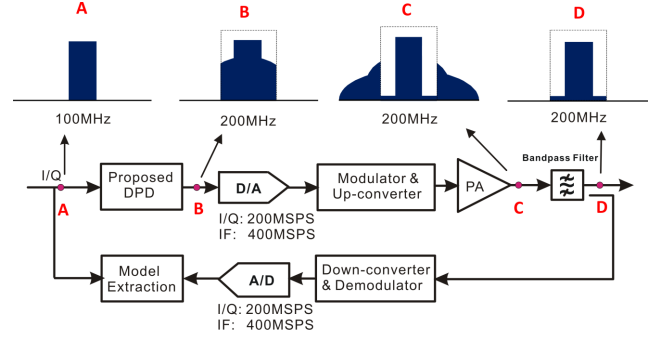 A
B
C
D
100MHz
200MHz
200MHz
200MHz
I/Q
Proposed
DPD
D/A
Modulator &
Up-converter
PA
Bandpass Filter
A
B
C
D
I/Q: 200MSPS
IF: 400MSPS
Model
Extraction
A/D
Down-converter
& Demodulator
I/Q: 200MSPS
IF: 400MSPS